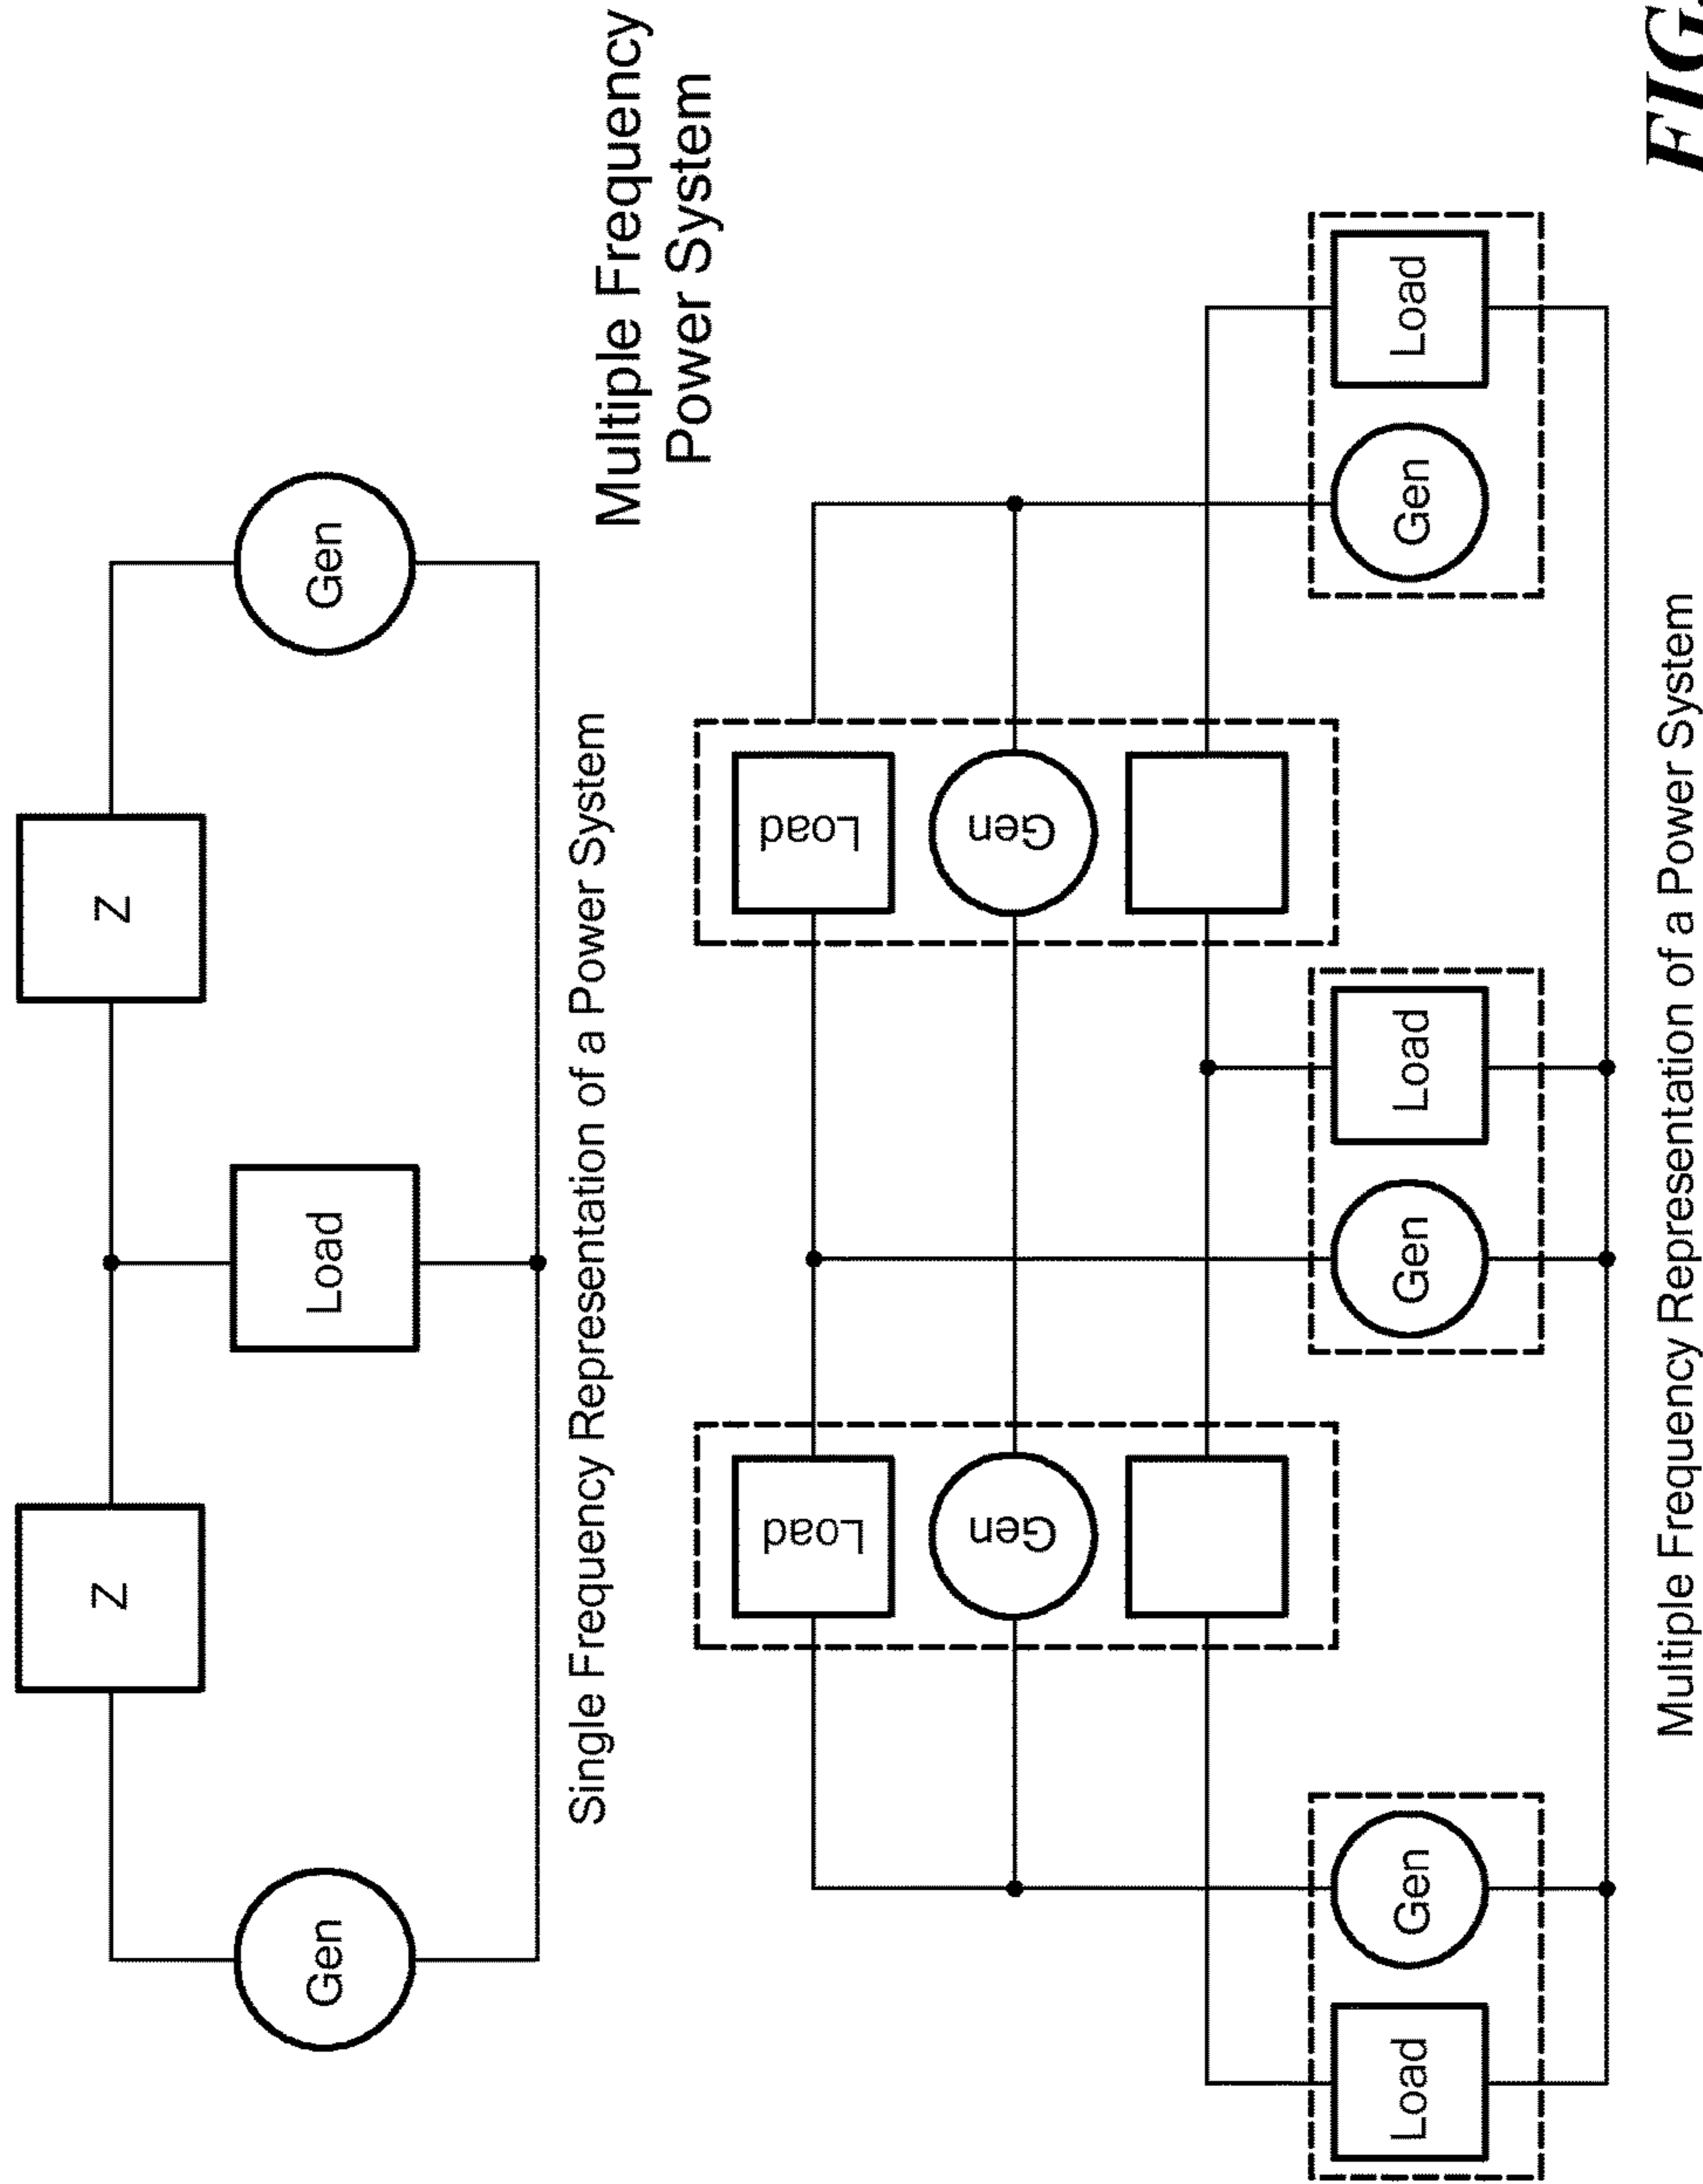 Z
Z
Gen
Load
Gen
Single Frequency Representation of a Power System
Multiple Frequency
Power System
Load
Load
Gen
Gen
Load
Gen
Gen
Load
Gen
Load
Multiple Frequency Representation of a Power System
FIG.